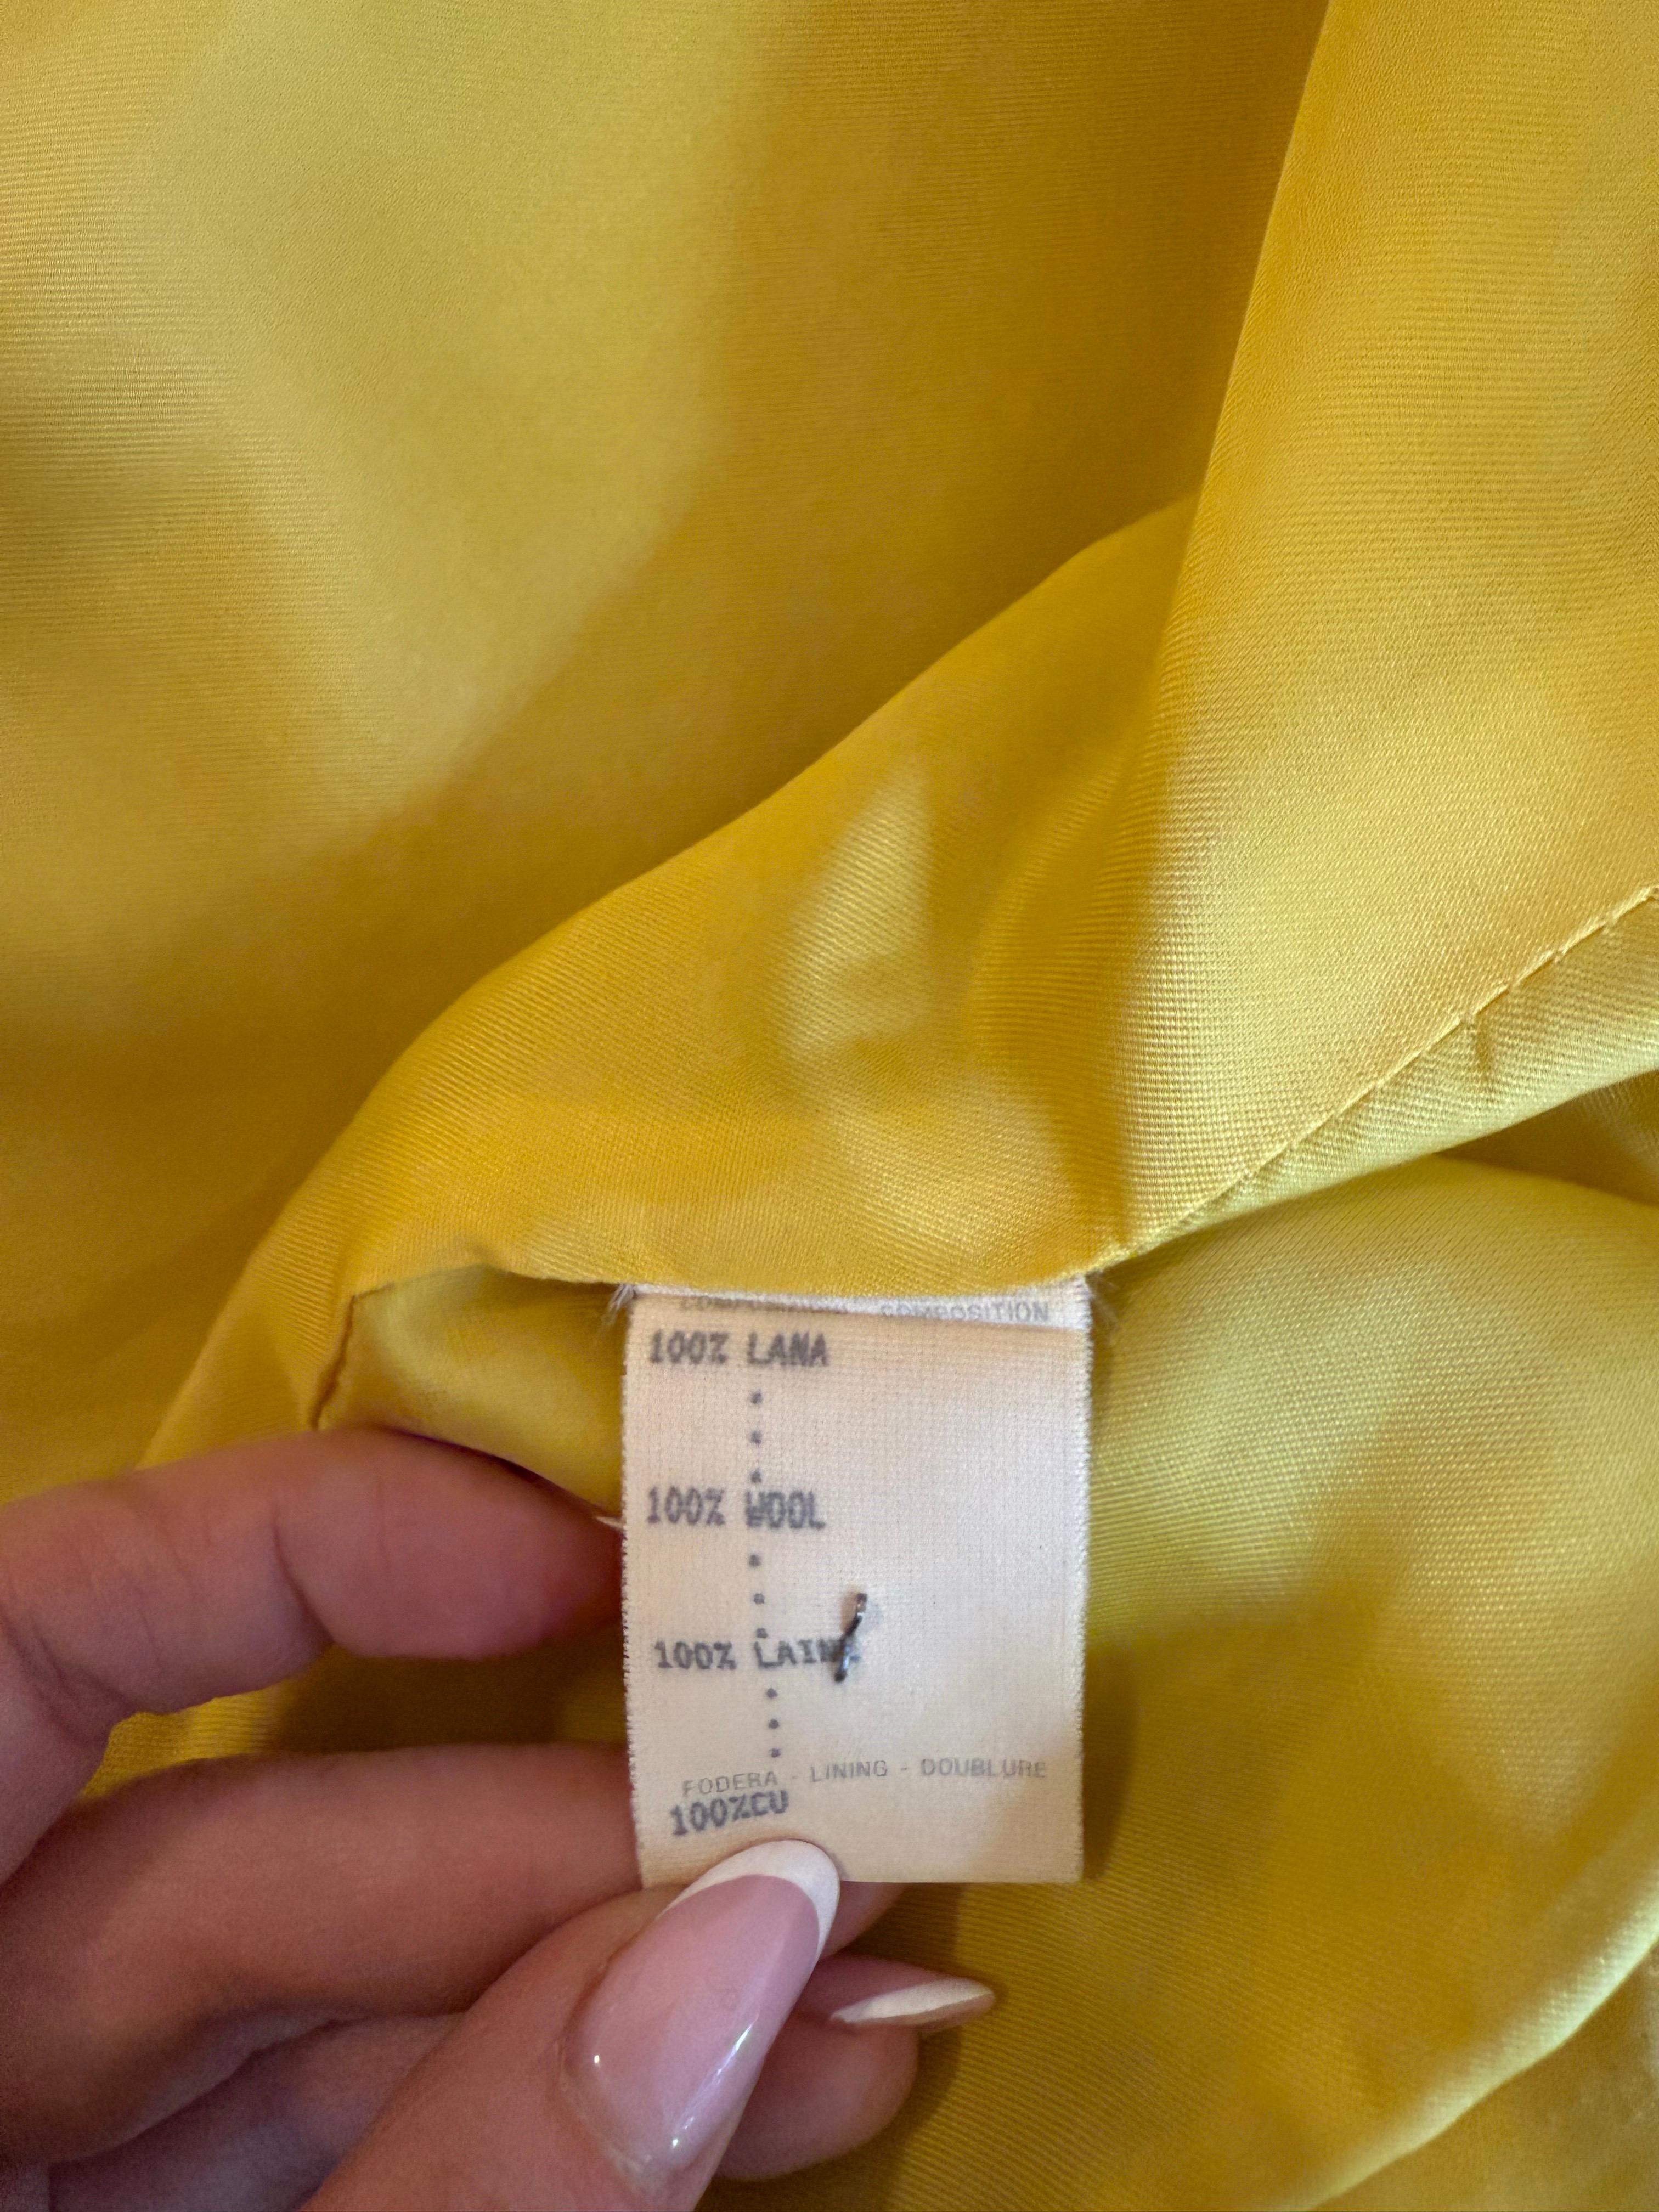 COMPOSITION
100% LANA
100% WOOL
100% LAINE
FODERA - LINING - DOUBLURE
100%CU